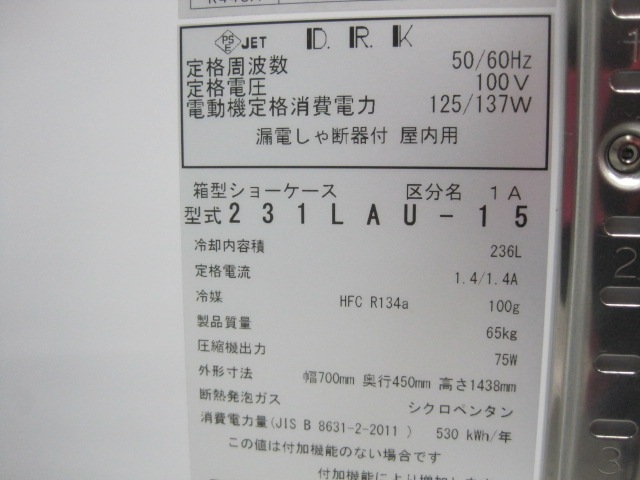 PS E JET D.R.K
定格周波数 50/60Hz
定格電圧 100V
電動機定格消費電力 125/137W
漏電しゃ断器付 屋内用
箱型ショーケース 区分名 1A
型式 231LAU-15
冷却内容積 236L
定格電流 1.4/1.4A
冷媒 HFC R134a 100g
製品質量 65kg
圧縮機出力 75W
外形寸法 幅700mm 奥行450mm 高さ1438mm
断熱発泡ガス シクロペンタン
消費電力量(JIS B 8631-2-2011 ) 530 kWh/年
この値は付加機能のない場合です
付加機能により増加します
1
2
3